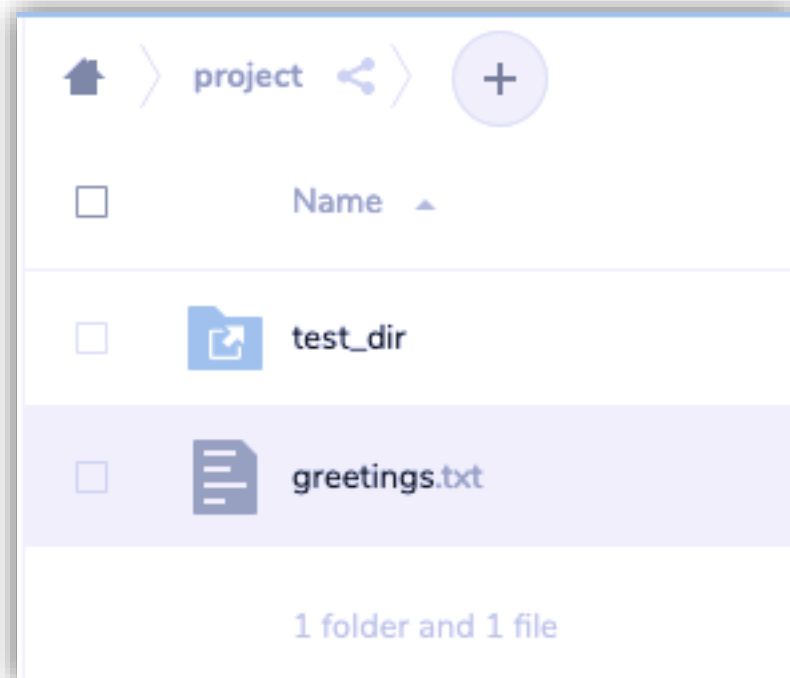 project
Name
test_dir
greetings.txt
1 folder and 1 file